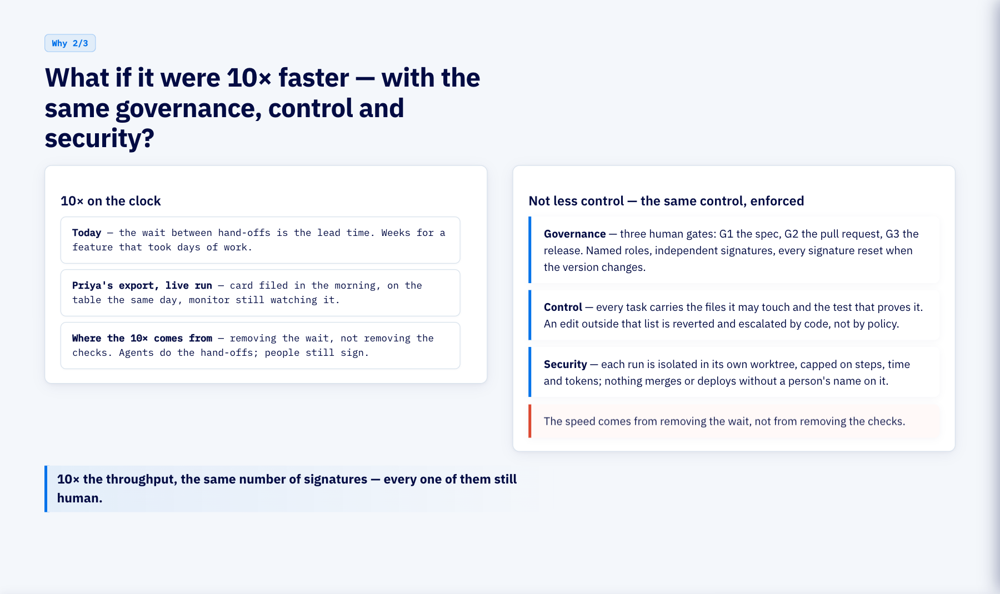 Why 2/3
What if it were 10× faster — with the
same governance, control and
security?
10× on the clock
Today — the wait between hand-offs is the lead time. Weeks for a
feature that took days of work.
Priya's export, live run — card filed in the morning, on the
table the same day, monitor still watching it.
Where the 10× comes from — removing the wait, not removing the
checks. Agents do the hand-offs; people still sign.
Not less control — the same control, enforced
Governance — three human gates: G1 the spec, G2 the pull request, G3 the
release. Named roles, independent signatures, every signature reset when
the version changes.
Control — every task carries the files it may touch and the test that proves it.
An edit outside that list is reverted and escalated by code, not by policy.
Security — each run is isolated in its own worktree, capped on steps, time
and tokens; nothing merges or deploys without a person's name on it.
The speed comes from removing the wait, not from removing the checks.
10× the throughput, the same number of signatures — every one of them still
human.